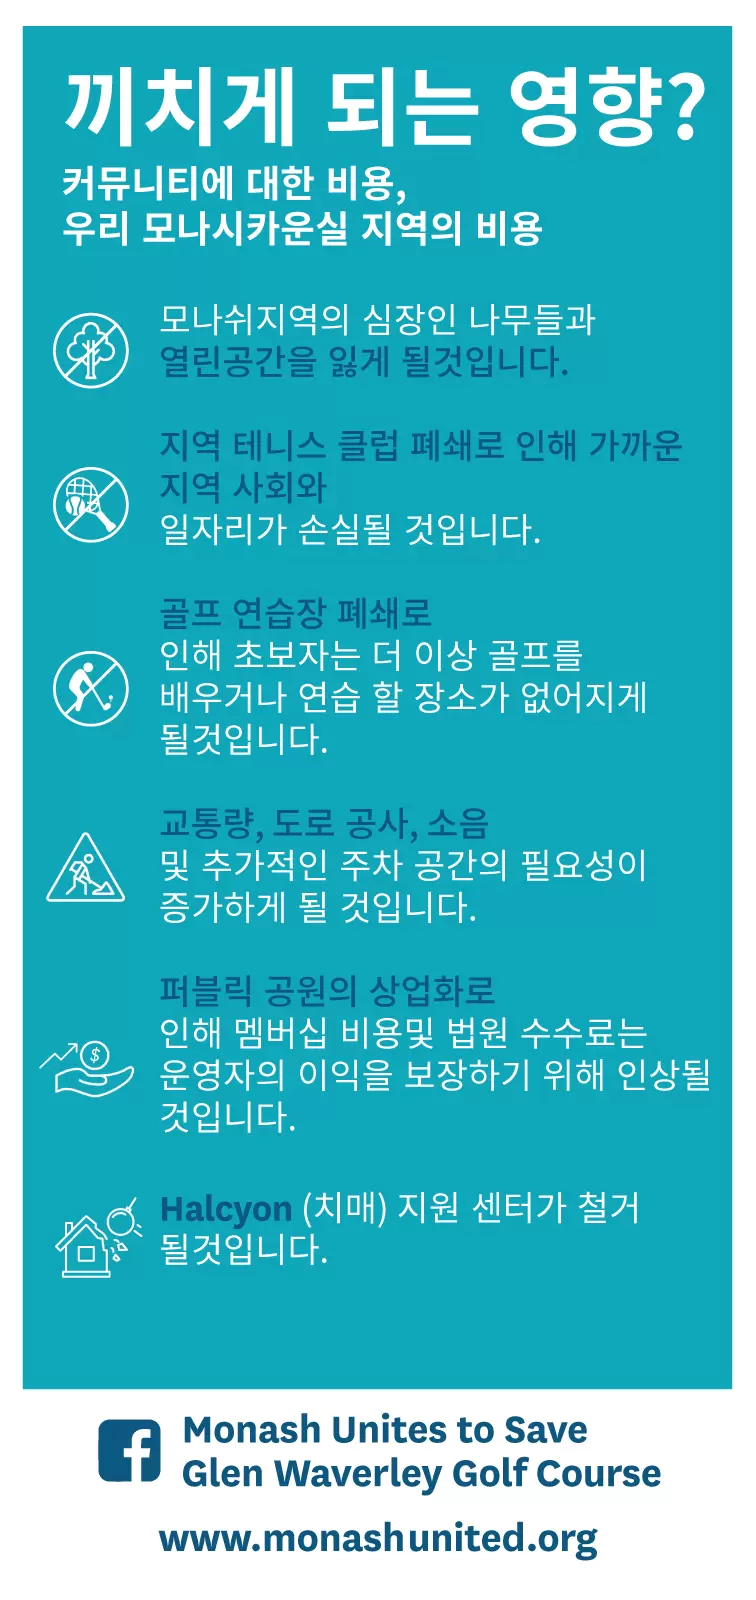 끼치게 되는 영향?
커뮤니티에 대한 비용,
우리 모나시카운실 지역의 비용
모나쉬지역의 심장인 나무들과
열린공간을 잃게 될것입니다.
지역 테니스 클럽 폐쇄로 인해 가까운
지역 사회와
일자리가 손실될 것입니다.
골프 연습장 폐쇄로
인해 초보자는 더 이상 골프를
배우거나 연습 할 장소가 없어지게
될것입니다.
교통량, 도로 공사, 소음
및 추가적인 주차 공간의 필요성이
증가하게 될 것입니다.
퍼블릭 공원의 상업화로
인해 멤버십 비용및 법원 수수료는
운영자의 이익을 보장하기 위해 인상될
것입니다.
Halcyon (치매) 지원 센터가 철거
될것입니다.
Monash Unites to Save
Glen Waverley Golf Course
www.monashunited.org